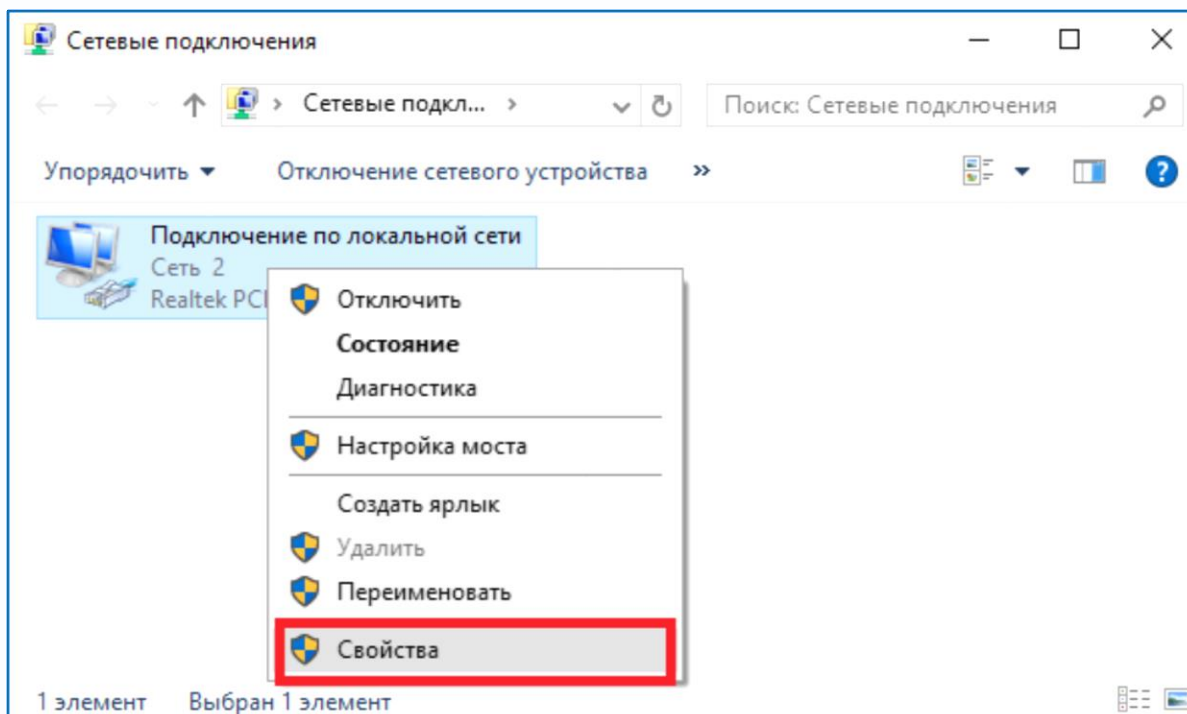 Сетевые подключения
Сетевые подкл...
Поиск: Сетевые подключения
Упорядочить
Отключение сетевого устройства
»
Подключение по локальной сети
Сеть 2
Realtek PCI
Отключить
Состояние
Диагностика
Настройка моста
Создать ярлык
Удалить
Переименовать
Свойства
1 элемент
Выбран 1 элемент